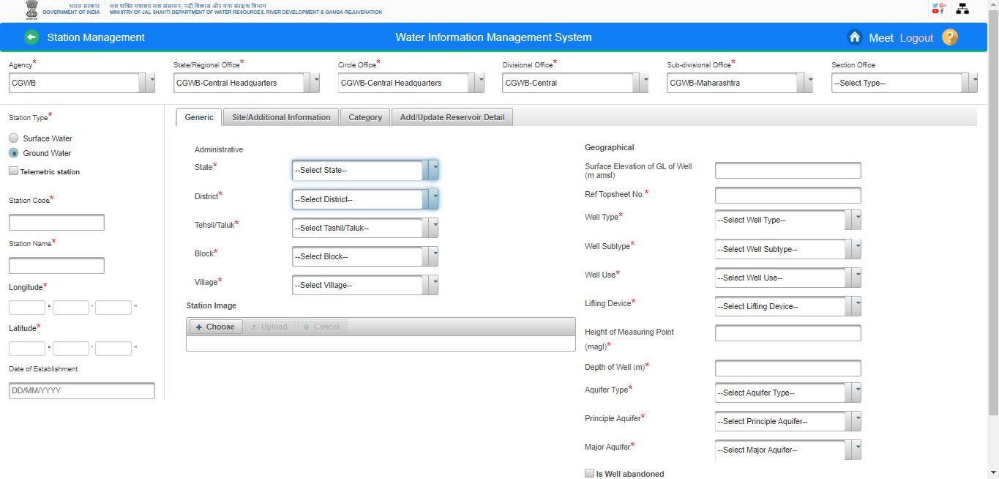 भारत सरकार
GOVERNMENT OF INDIA
जल शक्ति मंत्रालय जल संसाधन, नदी विकास और गंगा संरक्षण विभाग
MINISTRY OF JAL SHAKTI DEPARTMENT OF WATER RESOURCES, RIVER DEVELOPMENT & GANGA REJUVENATION
Station Management
Water Information Management System
Meet Logout ?
Agency* State/Regional Office* Circle Office* Divisional Office* Sub-divisional Office* Section Office
CGWB CGWB-Central Headquarters CGWB-Central Headquarters CGWB-Central CGWB-Maharashtra --Select Type--
Station Type*
Surface Water
Ground Water
Telemetric station
Station Code*
Station Name*
Longitude*
° ' "
Latitude*
° ' "
Date of Establishment
DD/MM/YYYY
Generic Site/Additional Information Category Add/Update Reservoir Detail
Administrative
State* --Select State--
District* --Select District--
Tehsil/Taluk* --Select Tashil/Taluk--
Block* --Select Block--
Village* --Select Village--
Station Image
+ Choose Upload Cancel
Geographical
Surface Elevation of GL of Well
(m amsl)
Ref Topsheet No.*
Well Type* --Select Well Type--
Well Subtype* --Select Well Subtype--
Well Use* --Select Well Use--
Lifting Device* --Select Lifting Device--
Height of Measuring Point
(magl)*
Depth of Well (m)*
Aquifer Type* --Select Aquifer Type--
Principle Aquifer* --Select Principle Aquifer--
Major Aquifer* --Select Major Aquifer--
Is Well abandoned